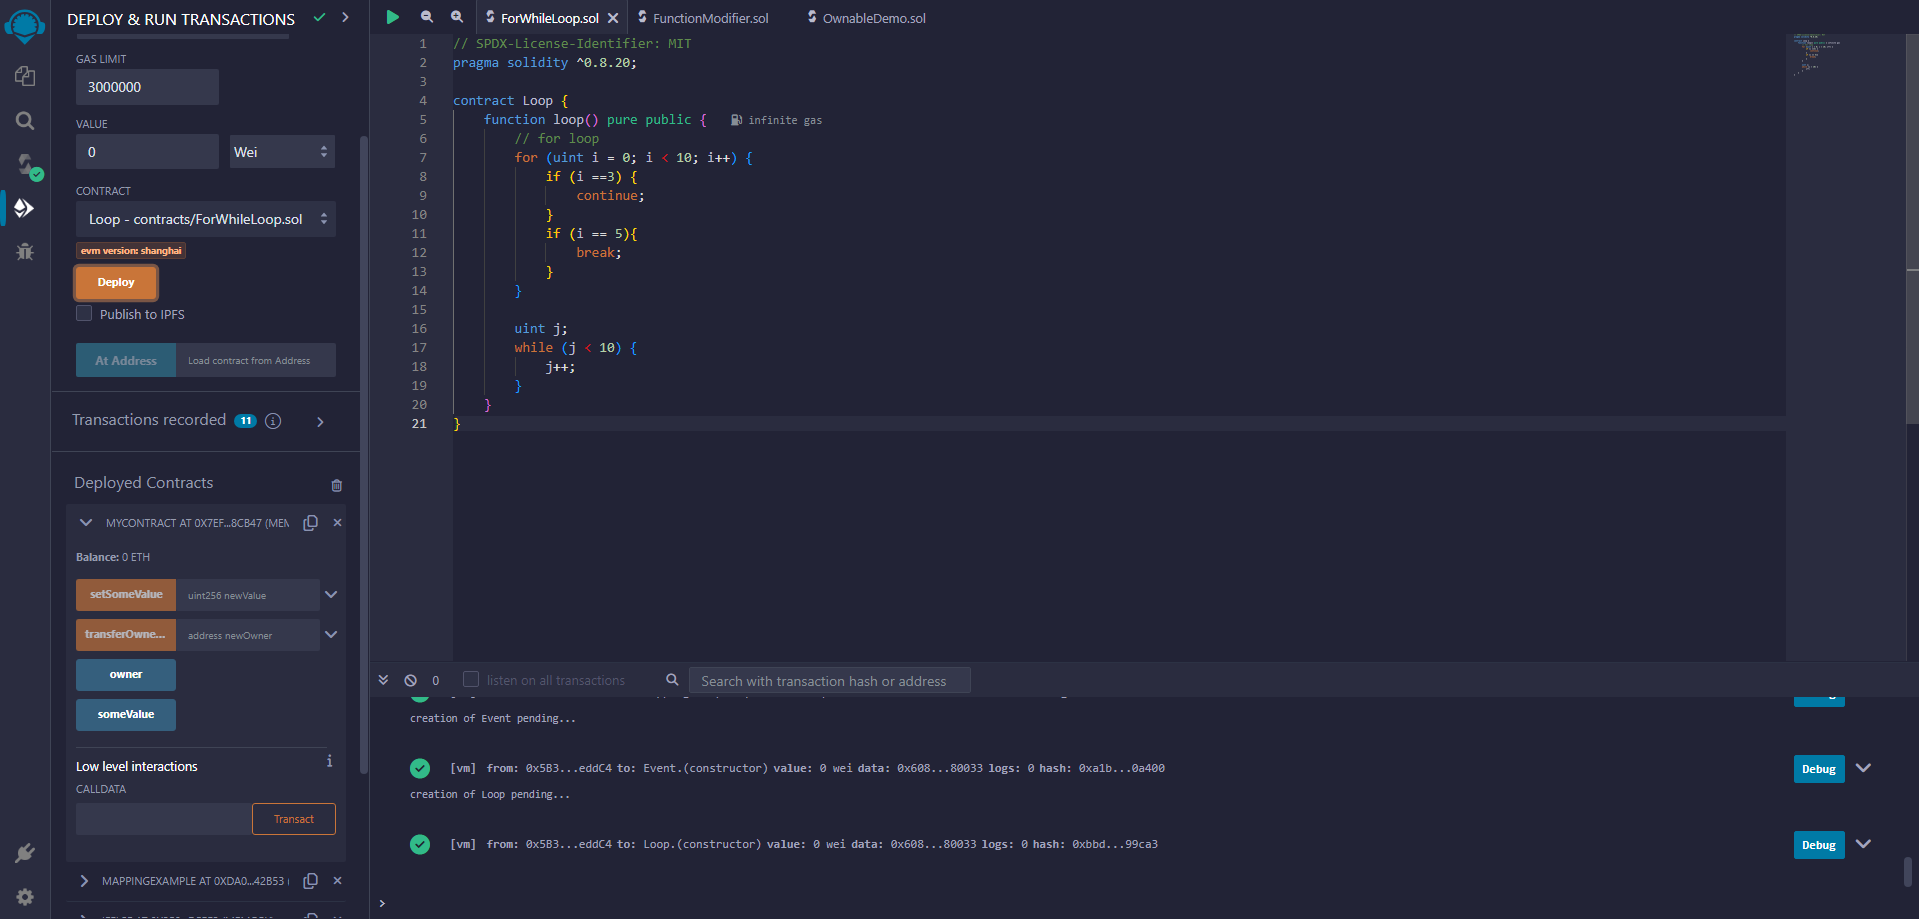 DEPLOY & RUN TRANSACTIONS
GAS LIMIT
3000000
VALUE
0
Wei
CONTRACT
Loop - contracts/ForWhileLoop.sol
evm version: shanghai
Deploy
Publish to IPFS
At Address
Load contract from Address
Transactions recorded 11
Deployed Contracts
MYCONTRACT AT 0X7EF...8CB47 (MEM
Balance: 0 ETH
setSomeValue
uint256 newValue
transferOwne...
address newOwner
owner
someValue
Low level interactions
CALLDATA
Transact
MAPPINGEXAMPLE AT 0XDA0...42B53 (
ForWhileLoop.sol
FunctionModifier.sol
OwnableDemo.sol
1 // SPDX-License-Identifier: MIT
2 pragma solidity ^0.8.20;
3
4 contract Loop {
5 function loop() pure public { infinite gas
6 // for loop
7 for (uint i = 0; i < 10; i++) {
8 if (i ==3) {
9 continue;
10 }
11 if (i == 5){
12 break;
13 }
14 }
15
16 uint j;
17 while (j < 10) {
18 j++;
19 }
20 }
21 }
0
listen on all transactions
Search with transaction hash or address
creation of Event pending...
[vm] from: 0x5B3...eddC4 to: Event.(constructor) value: 0 wei data: 0x608...80033 logs: 0 hash: 0xa1b...0a400
Debug
creation of Loop pending...
[vm] from: 0x5B3...eddC4 to: Loop.(constructor) value: 0 wei data: 0x608...80033 logs: 0 hash: 0xbbd...99ca3
Debug
>